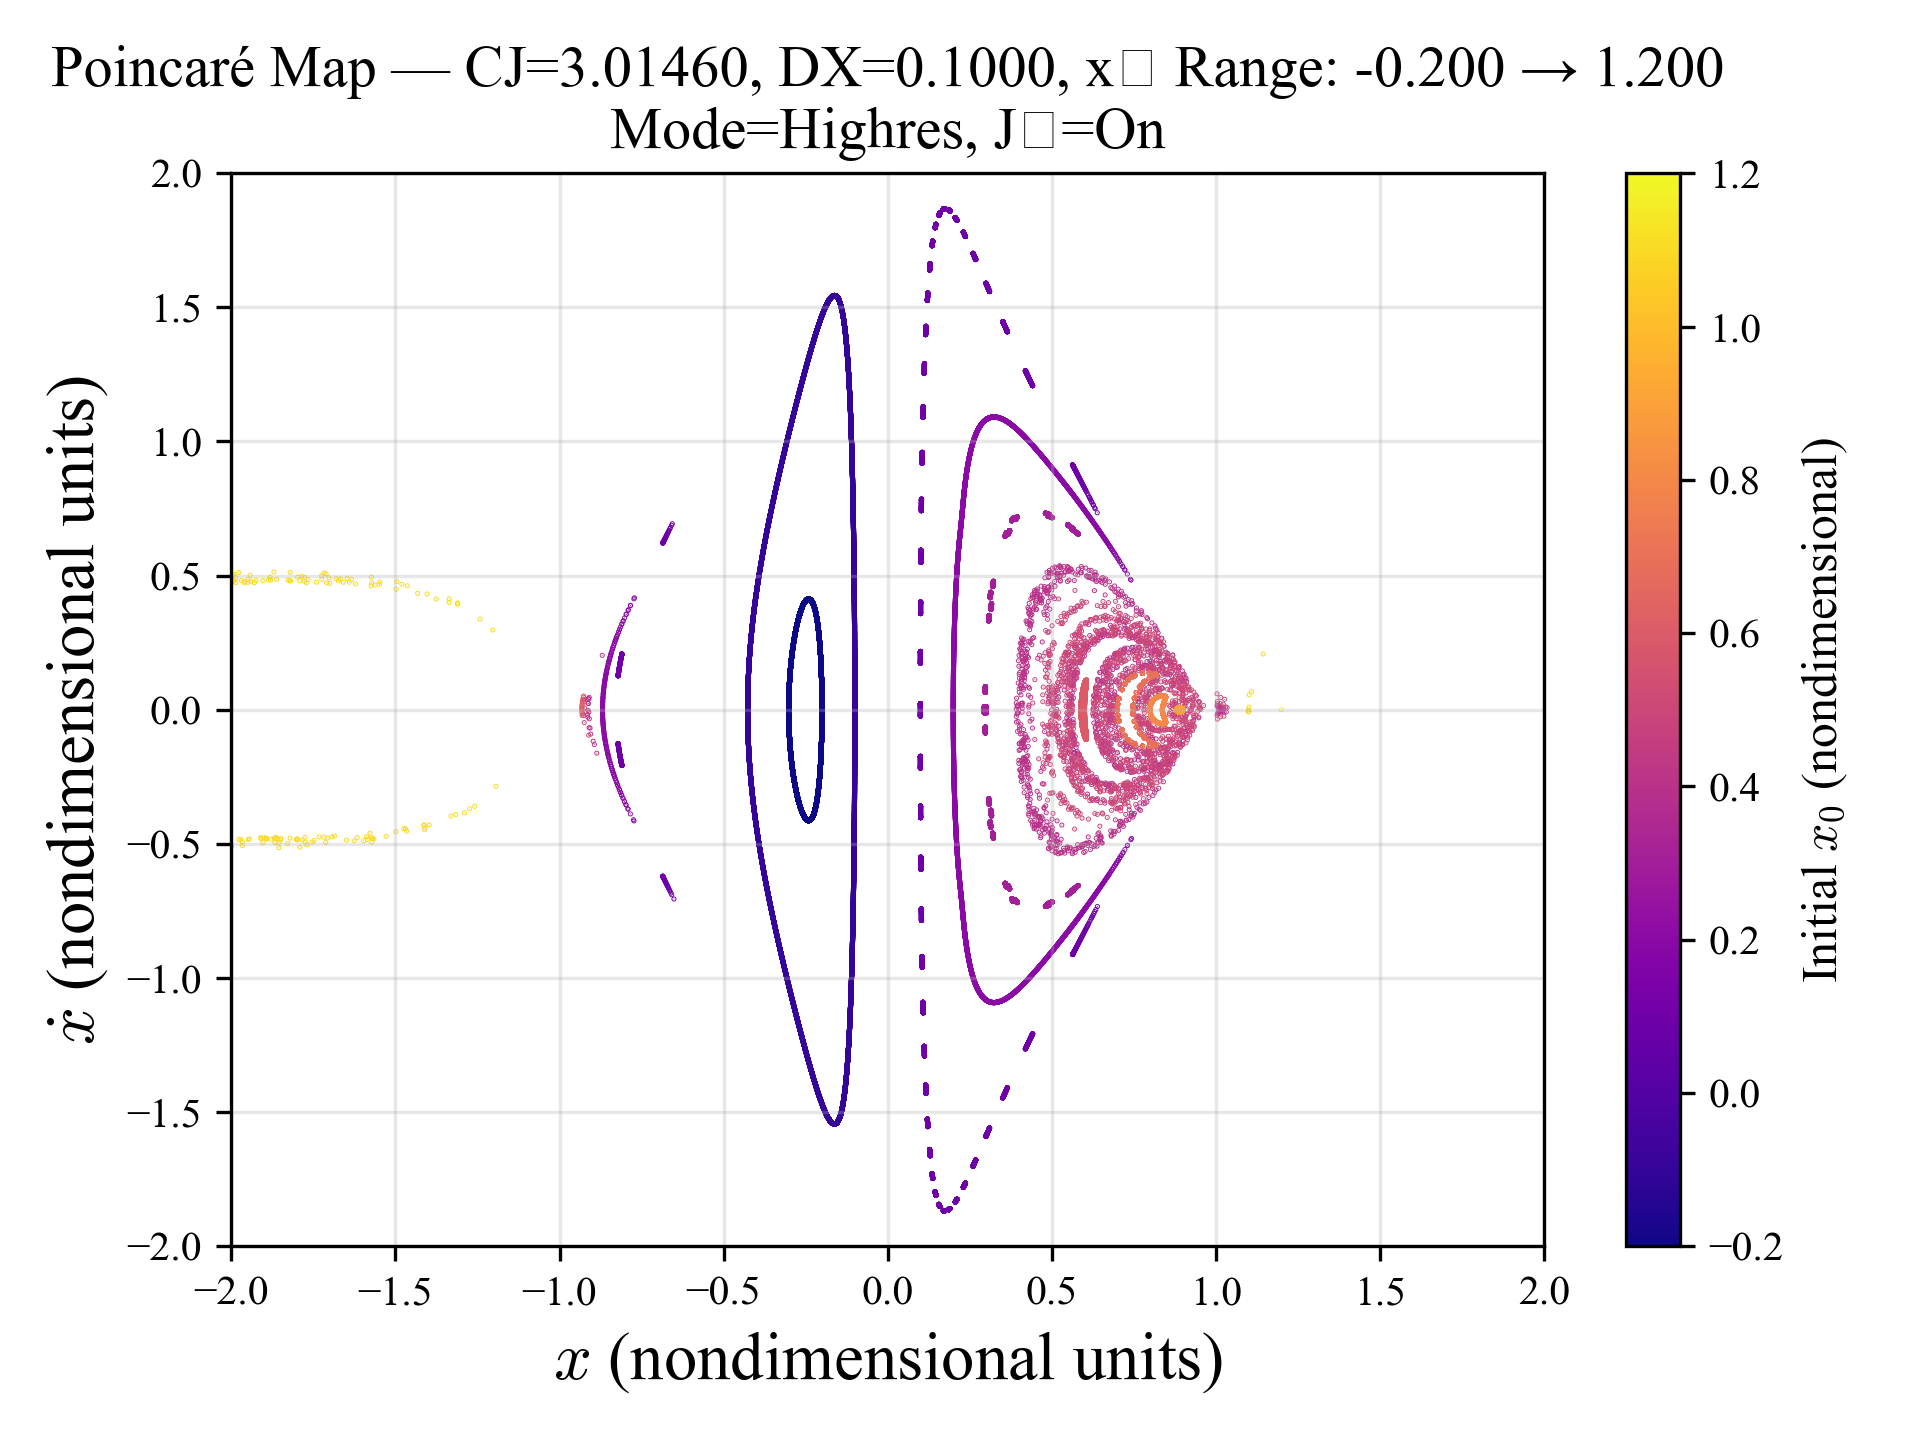 Poincaré Map — CJ=3.01460, DX=0.1000, x□ Range: -0.200 → 1.200
Mode=Highres, J□=On
2.0
1.5
1.0
0.5
0.0
−0.5
−1.0
−1.5
−2.0
ẋ (nondimensional units)
−2.0 −1.5 −1.0 −0.5 0.0 0.5 1.0 1.5 2.0
x (nondimensional units)
1.2
1.0
0.8
0.6
0.4
0.2
0.0
−0.2
Initial x₀ (nondimensional)